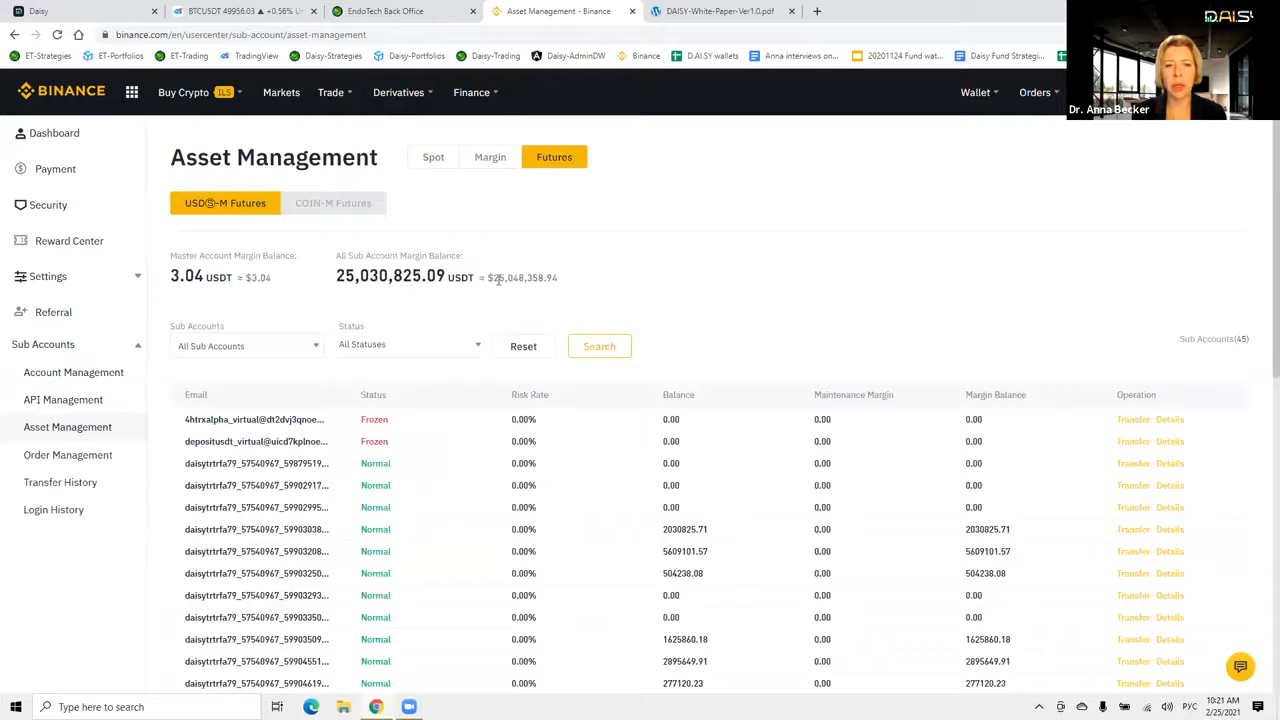 Daisy
BTCUSDT 49956.03 ▲ +0.56% Un
EndoTech Back Office
Asset Management - Binance
DAISY-White-Paper-Ver1.0.pdf
binance.com/en/usercenter/sub-account/asset-management
ET-Strategies ET-Portfolios ET-Trading TradingView Daisy-Strategies Daisy-Portfolios Daisy-Trading Daisy-AdminDW Binance D.AI.SY wallets Anna interviews on... 20201124 Fund wat... Daisy Fund Strategi...
D.AI.SY
Dr. Anna Becker
BINANCE Buy Crypto ILS Markets Trade Derivatives Finance Wallet Orders
Dashboard
Payment
Security
Reward Center
Settings
Referral
Sub Accounts
Account Management
API Management
Asset Management
Order Management
Transfer History
Login History
Asset Management Spot Margin Futures
USDⓈ-M Futures COIN-M Futures
Master Account Margin Balance: All Sub Account Margin Balance:
3.04 USDT ≈ $3.04 25,030,825.09 USDT ≈ $25,048,358.94
Sub Accounts Status
All Sub Accounts All Statuses Reset Search Sub Accounts(45)
Email Status Risk Rate Balance Maintenance Margin Margin Balance Operation
4htrxalpha_virtual@dt2dvj3qnoe... Frozen 0.00% 0.00 0.00 0.00 Transfer Details
depositusdt_virtual@uicd7kplnoe... Frozen 0.00% 0.00 0.00 0.00 Transfer Details
daisytrtrfa79_57540967_59879519... Normal 0.00% 0.00 0.00 0.00 Transfer Details
daisytrtrfa79_57540967_59902917... Normal 0.00% 0.00 0.00 0.00 Transfer Details
daisytrtrfa79_57540967_59902995... Normal 0.00% 0.00 0.00 0.00 Transfer Details
daisytrtrfa79_57540967_59903038... Normal 0.00% 2030825.71 0.00 2030825.71 Transfer Details
daisytrtrfa79_57540967_59903208... Normal 0.00% 5609101.57 0.00 5609101.57 Transfer Details
daisytrtrfa79_57540967_59903250... Normal 0.00% 504238.08 0.00 504238.08 Transfer Details
daisytrtrfa79_57540967_59903293... Normal 0.00% 0.00 0.00 0.00 Transfer Details
daisytrtrfa79_57540967_59903350... Normal 0.00% 0.00 0.00 0.00 Transfer Details
daisytrtrfa79_57540967_59903509... Normal 0.00% 1625860.18 0.00 1625860.18 Transfer Details
daisytrtrfa79_57540967_59904551... Normal 0.00% 2895649.91 0.00 2895649.91 Transfer Details
daisytrtrfa79_57540967_59904619... Normal 0.00% 277120.23 0.00 277120.23 Transfer Details
Type here to search
РУС
10:21 AM
2/25/2021